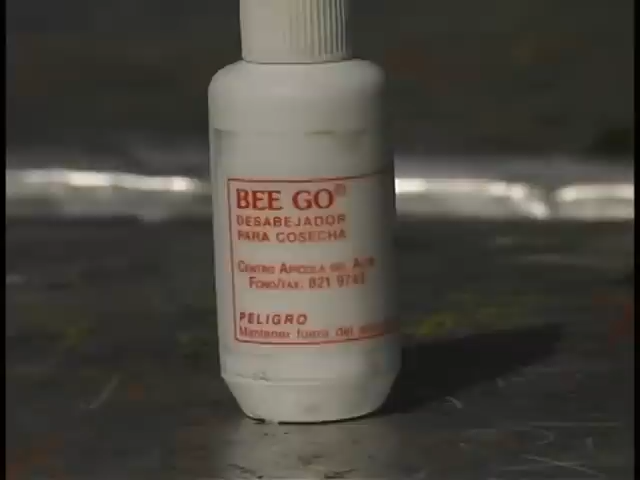 BEE GO®
DESABEJADOR
PARA COSECHA
CENTRO APICOLA DEL
FONO/FAX. 821 9743
PELIGRO
Mantener fuera del